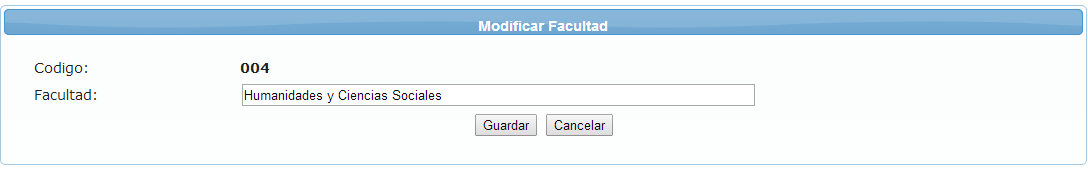 Modificar Facultad
Codigo: 004
Facultad: Humanidades y Ciencias Sociales
Guardar Cancelar